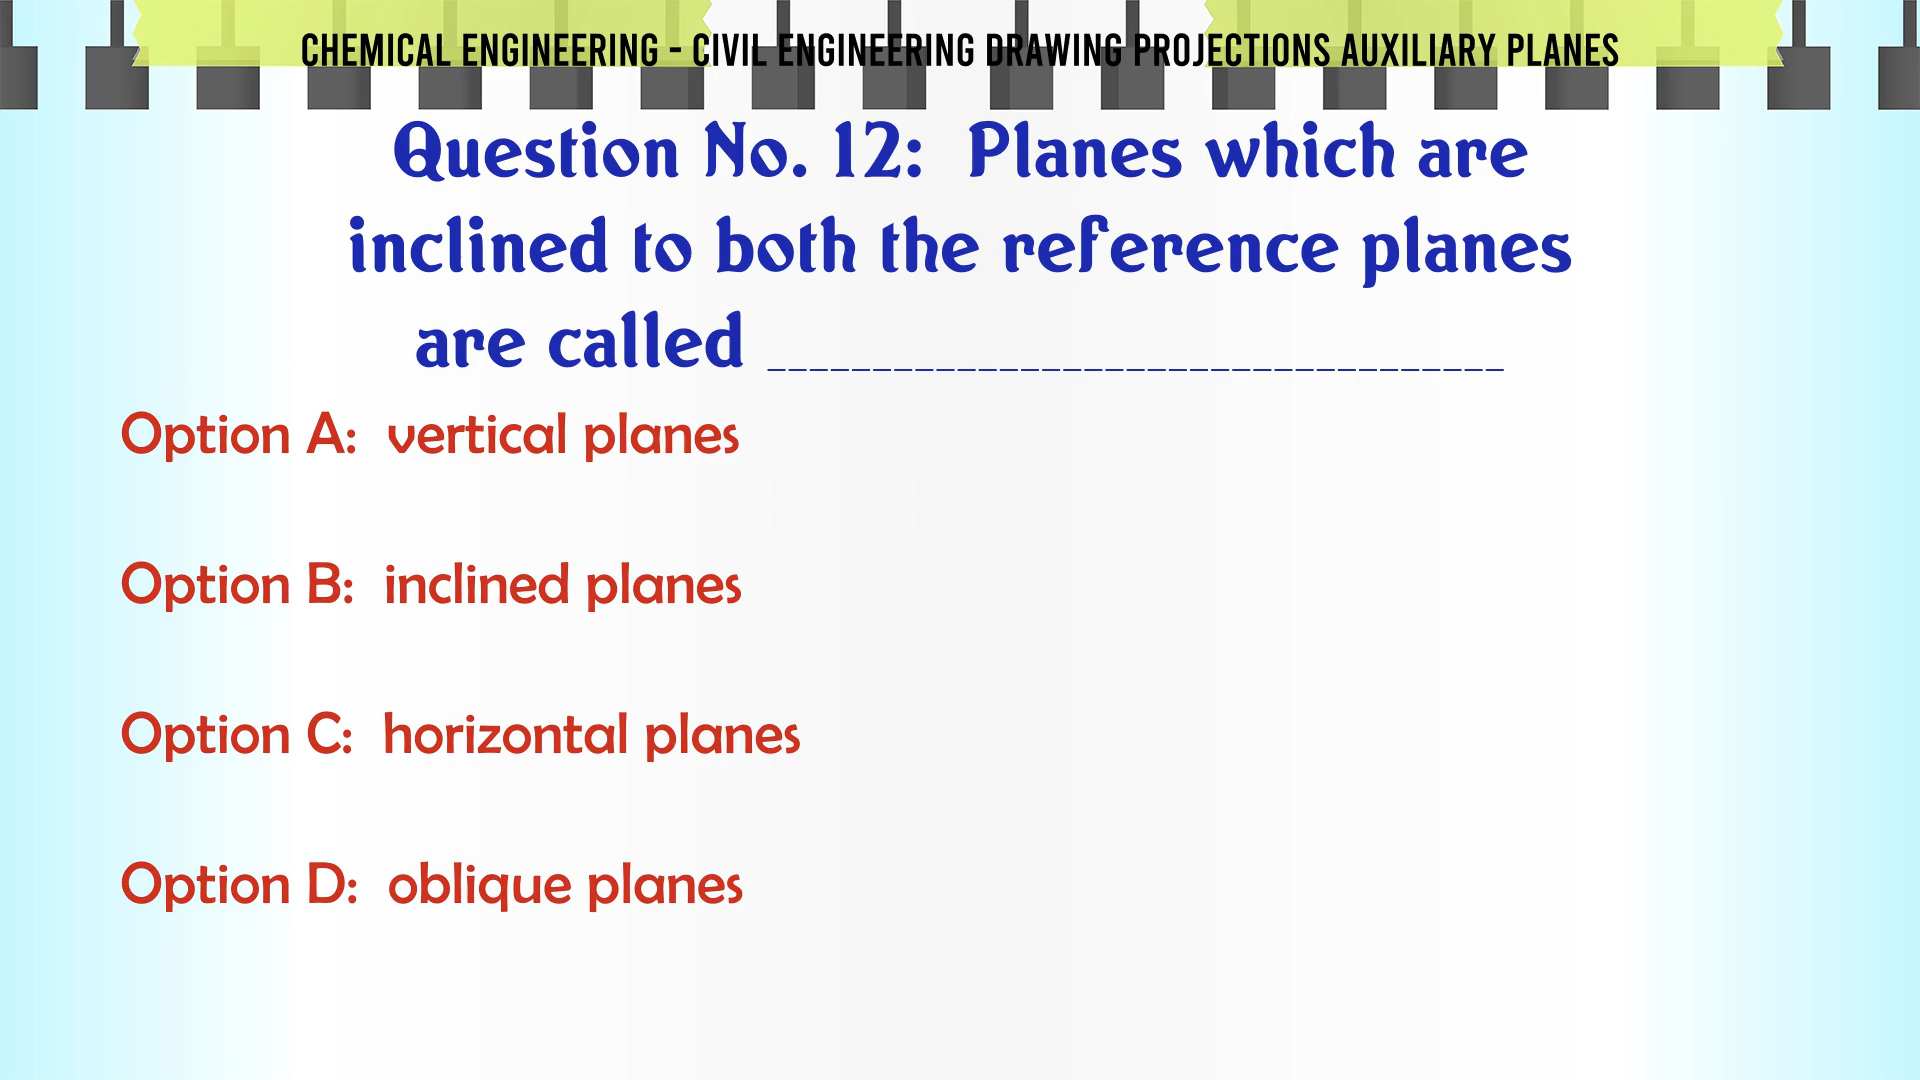 CHEMICAL ENGINEERING - CIVIL ENGINEERING DRAWING PROJECTIONS AUXILIARY PLANES
Question No. 12:  Planes which are
inclined to both the reference planes
are called ___________________________________
Option A:  vertical planes
Option B:  inclined planes
Option C:  horizontal planes
Option D:  oblique planes